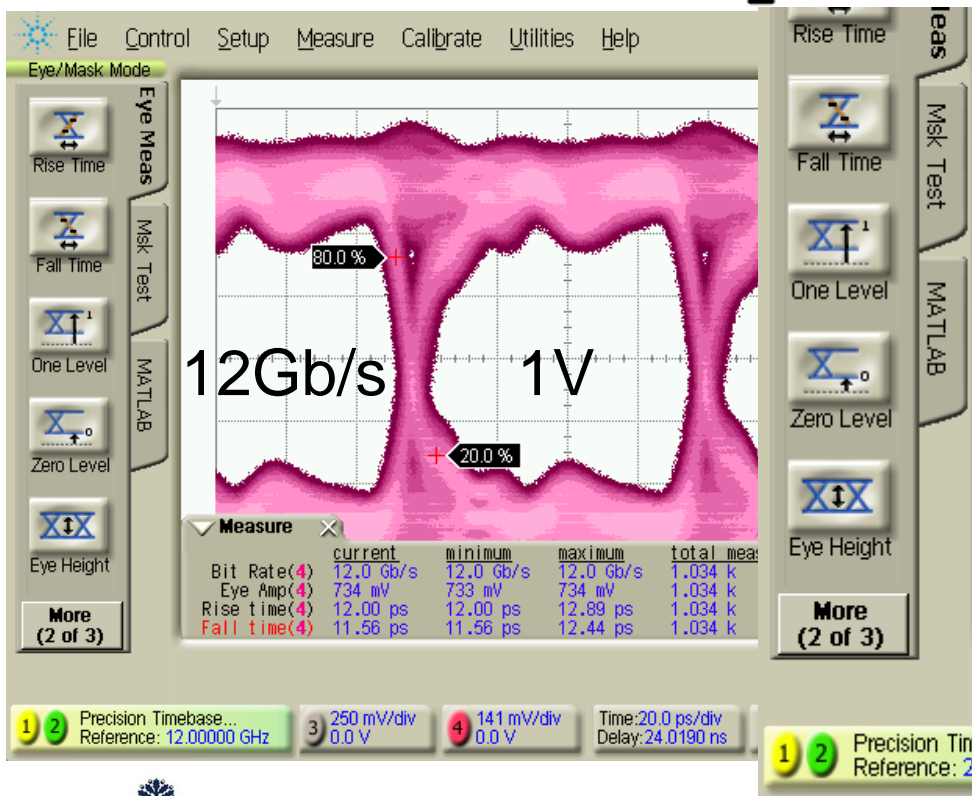 File Control Setup Measure Calibrate Utilities Help
Eye/Mask Mode
Eye Meas
Msk Test
MATLAB
Rise Time
Fall Time
One Level
Zero Level
Eye Height
More
(2 of 3)
80.0 %
12Gb/s 1V
20.0 %
Measure
current minimum maximum total meas
Bit Rate(4) 12.0 Gb/s 12.0 Gb/s 12.0 Gb/s 1.034 k
Eye Amp(4) 734 mV 733 mV 734 mV 1.034 k
Rise time(4) 12.00 ps 12.00 ps 12.89 ps 1.034 k
Fall time(4) 11.56 ps 11.56 ps 12.44 ps 1.034 k
1 2 Precision Timebase...
Reference: 12.00000 GHz
3 250 mV/div
0.0 V
4 141 mV/div
0.0 V
Time:20.0 ps/div
Delay:24.0190 ns
Rise Time
Fall Time
One Level
Zero Level
Eye Height
More
(2 of 3)
Meas
Msk Test
MATLAB
1 2 Precision Tim
Reference: 2